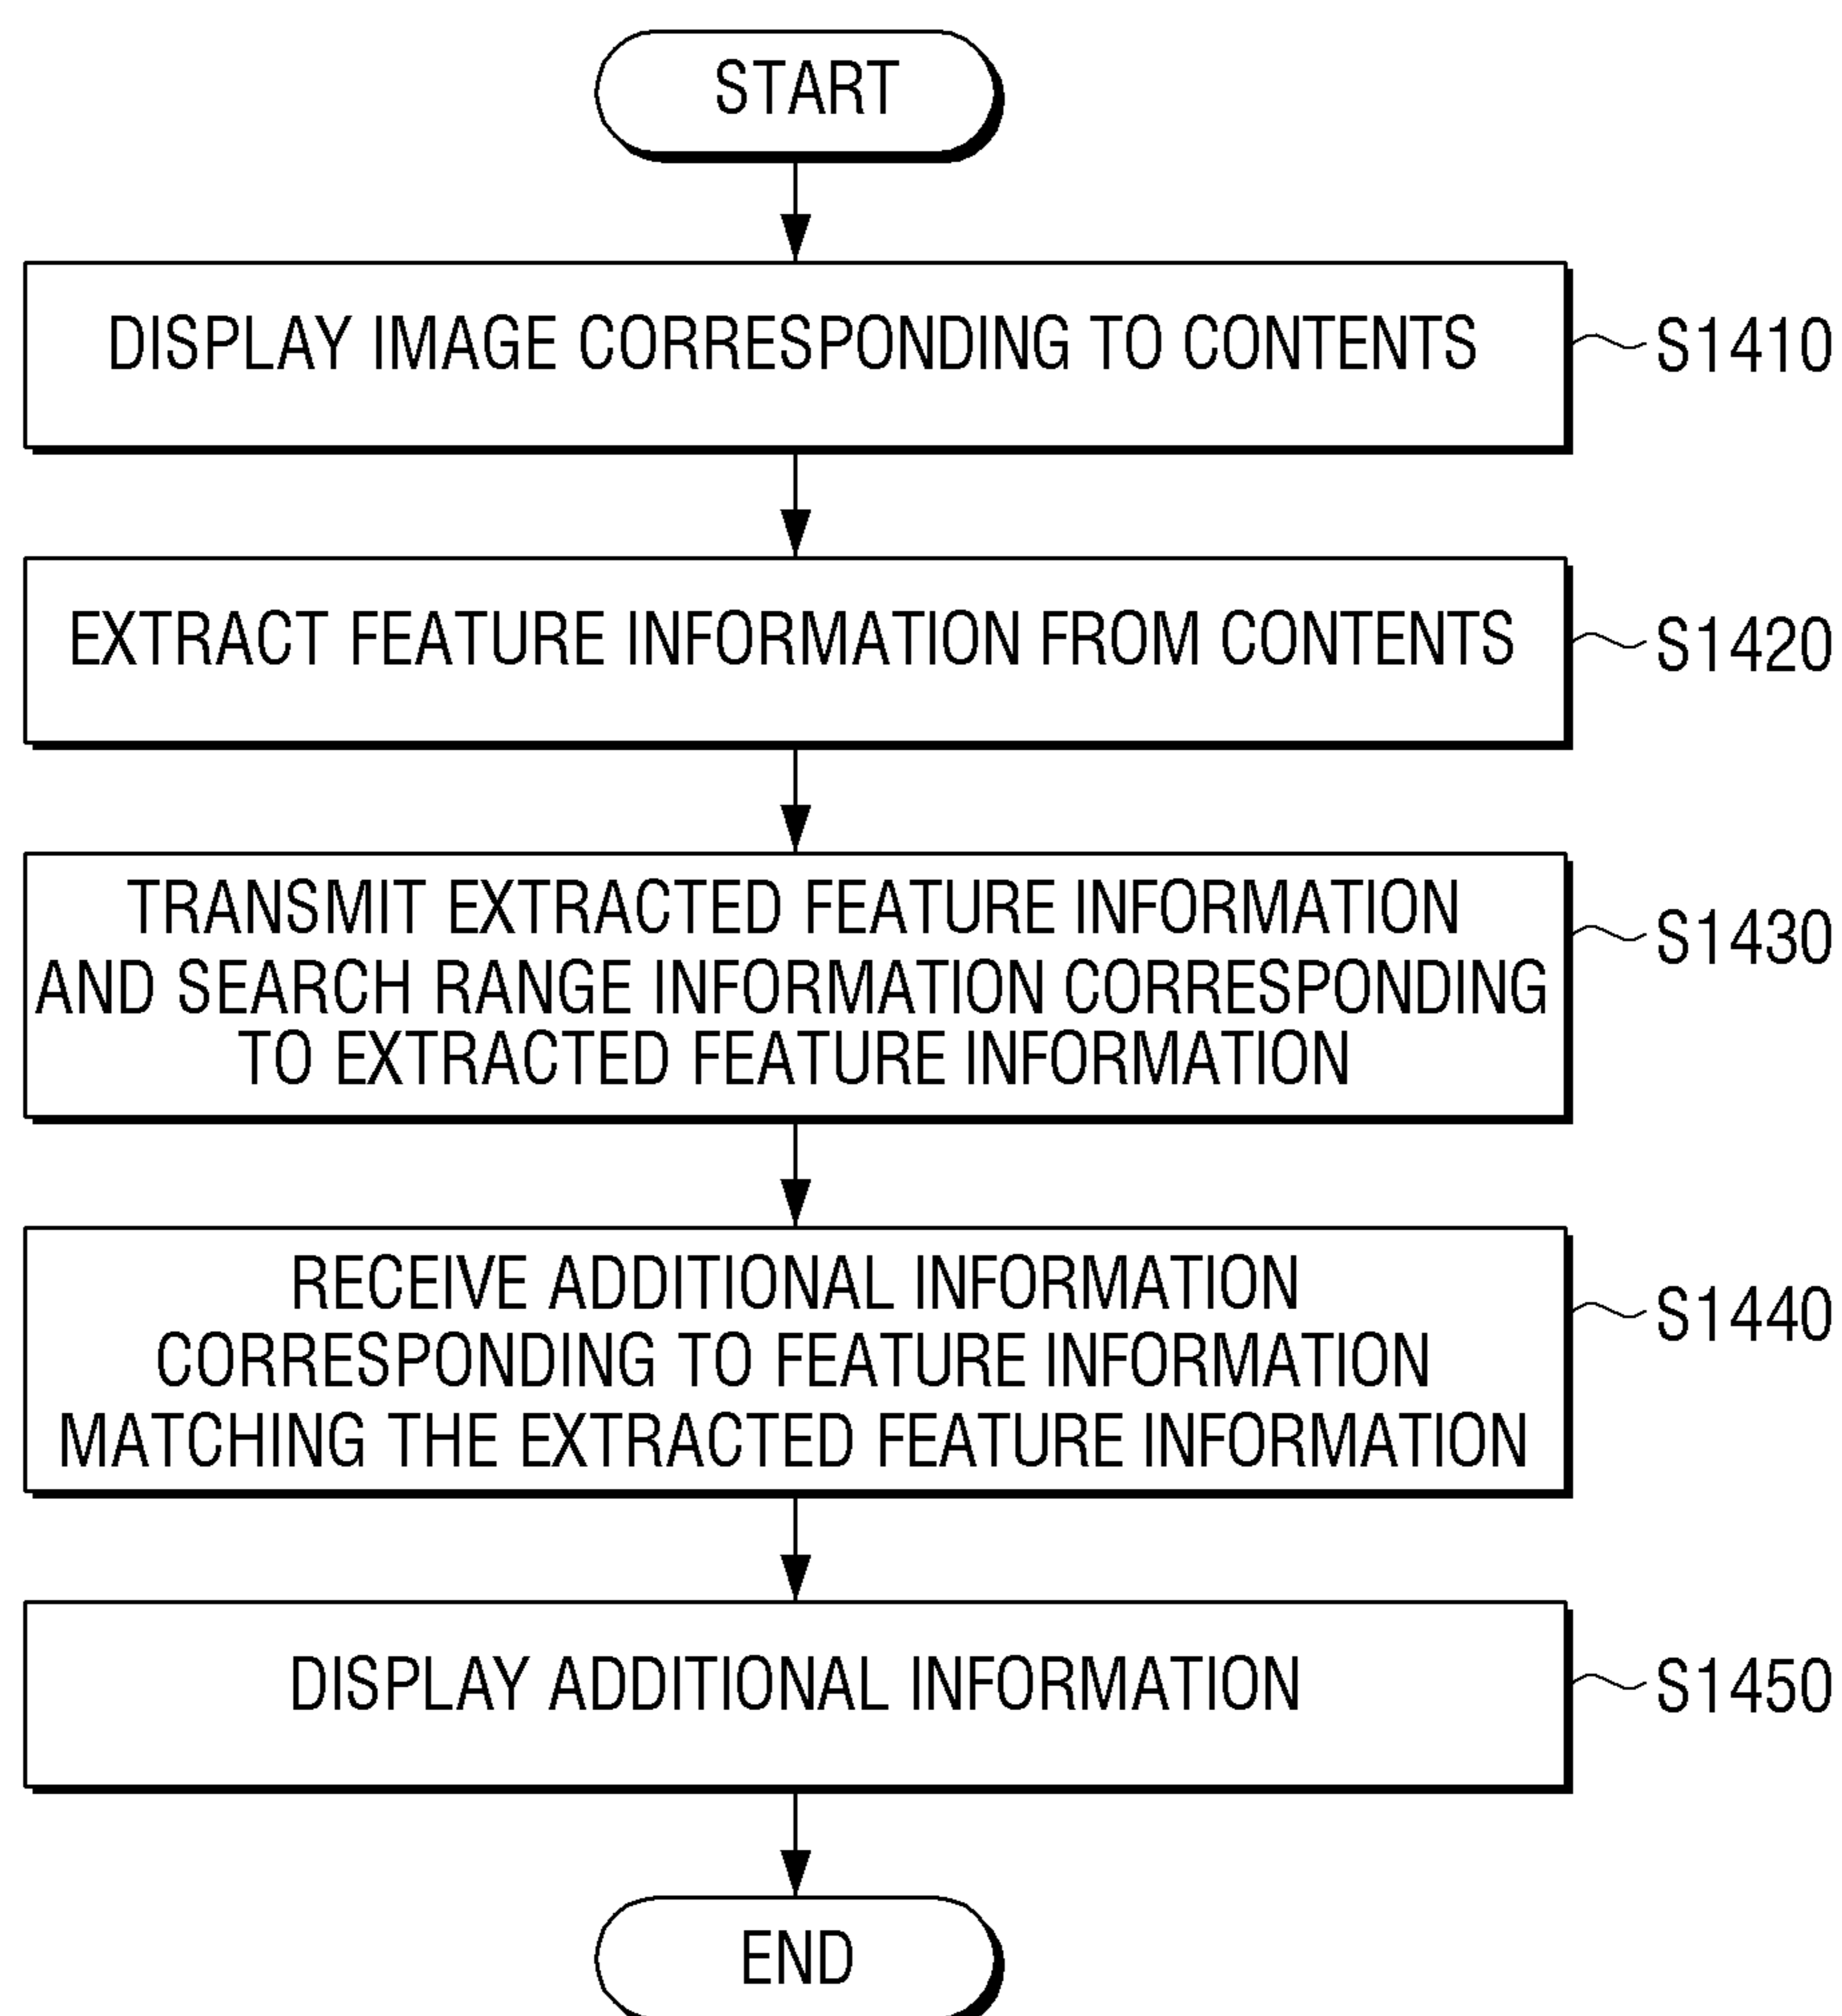 START
DISPLAY IMAGE CORRESPONDING TO CONTENTS
S1410
EXTRACT FEATURE INFORMATION FROM CONTENTS
S1420
TRANSMIT EXTRACTED FEATURE INFORMATION
AND SEARCH RANGE INFORMATION CORRESPONDING
TO EXTRACTED FEATURE INFORMATION
S1430
RECEIVE ADDITIONAL INFORMATION
CORRESPONDING TO FEATURE INFORMATION
MATCHING THE EXTRACTED FEATURE INFORMATION
S1440
DISPLAY ADDITIONAL INFORMATION
S1450
END